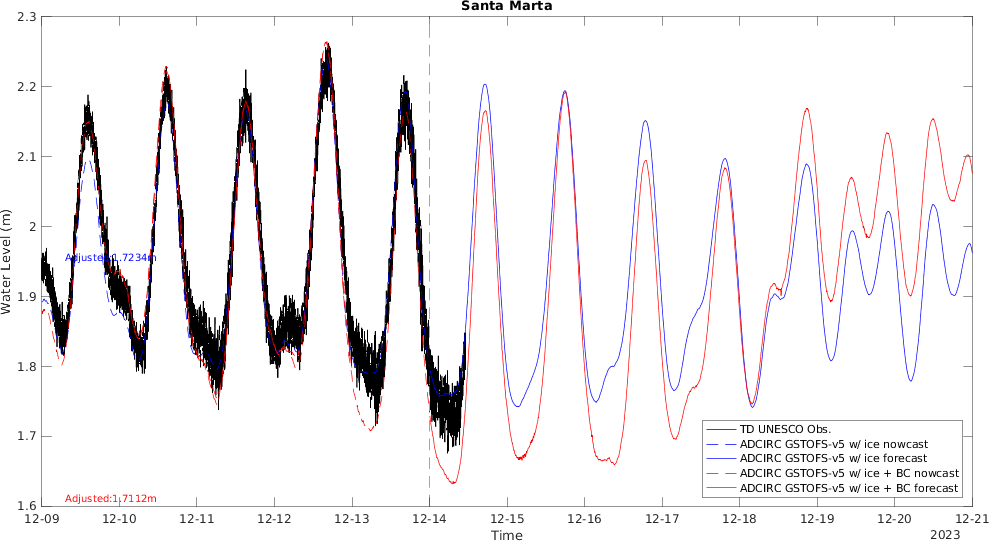 Santa Marta
2.3
2.2
2.1
2
1.9
1.8
1.7
1.6
Water Level (m)
Adjusted:1.7234m
Adjusted:1.7112m
TD UNESCO Obs.
ADCIRC GSTOFS-v5 w/ ice nowcast
ADCIRC GSTOFS-v5 w/ ice forecast
ADCIRC GSTOFS-v5 w/ ice + BC nowcast
ADCIRC GSTOFS-v5 w/ ice + BC forecast
12-09 12-10 12-11 12-12 12-13 12-14 12-15 12-16 12-17 12-18 12-19 12-20 12-21
Time
2023